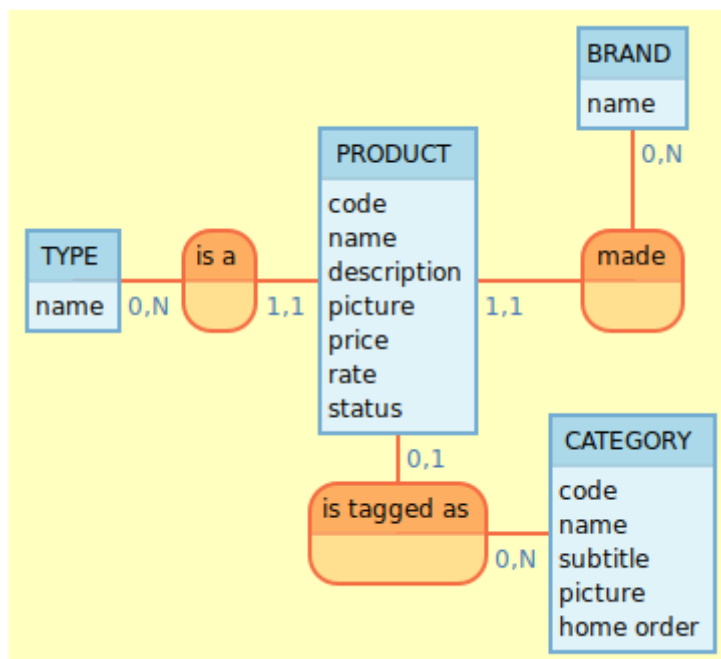 BRAND
name
0,N
PRODUCT
code
name
description
picture
price
rate
status
TYPE
name
0,N
is a
1,1
1,1
made
0,1
is tagged as
0,N
CATEGORY
code
name
subtitle
picture
home order